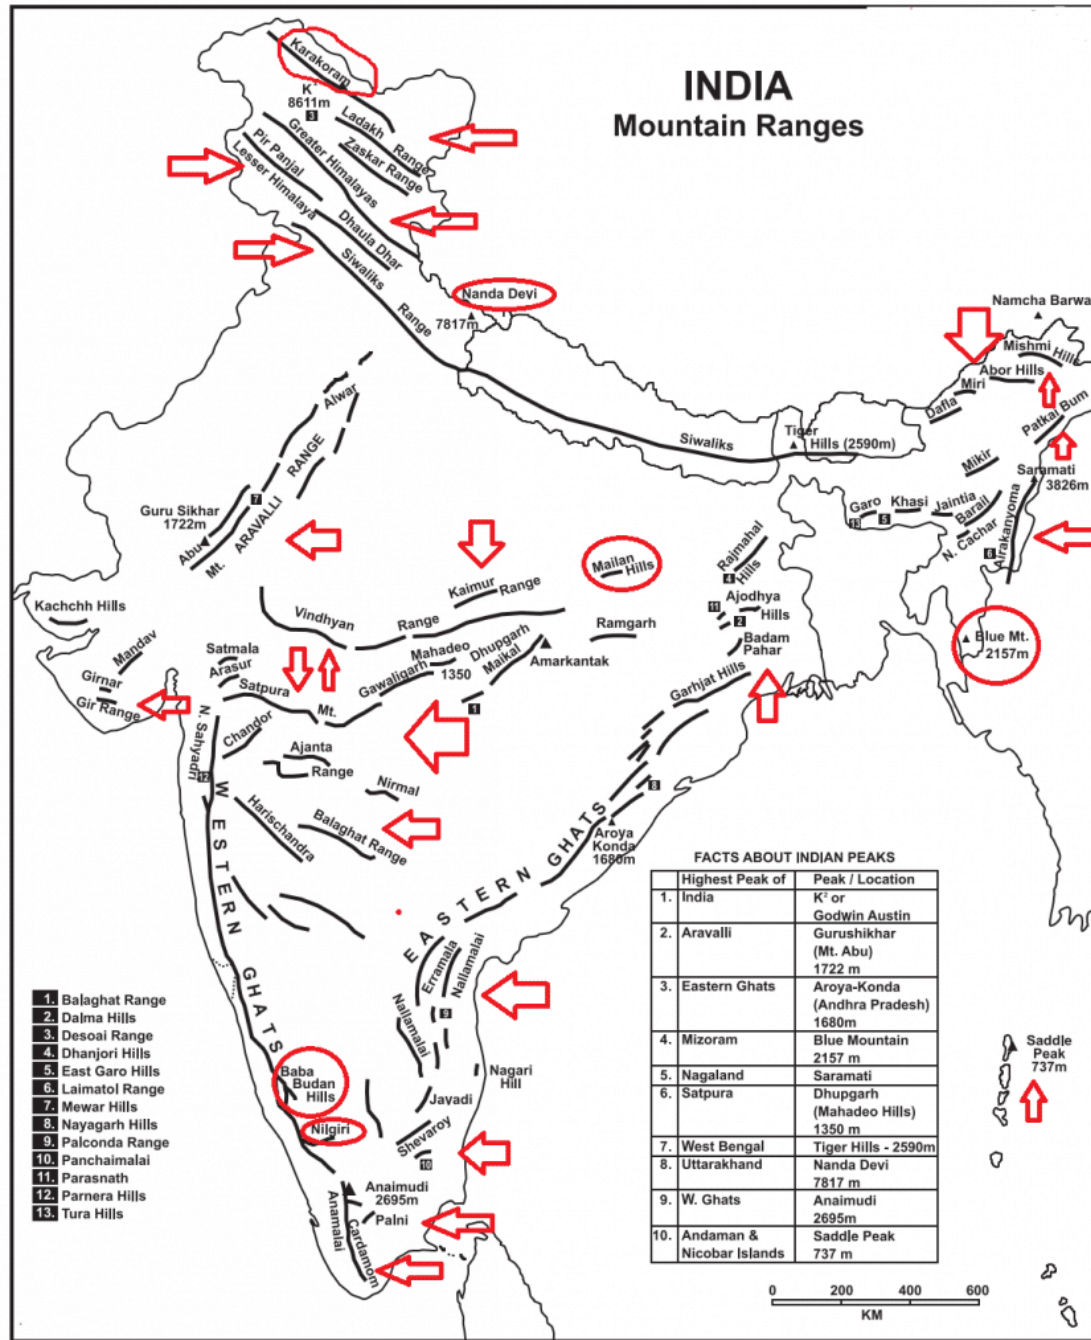 INDIA
Mountain Ranges
Karakoram
K²
8611m
3
Ladakh Range
Zaskar Range
Greater Himalayas
Pir Panjal
Lesser Himalaya
Dhaula Dhar
Siwaliks Range
Nanda Devi
7817m
Namcha Barwa
Mishmi Hills
Abor Hills
Miri
Dafla
Patkai Bum
Siwaliks
Tiger
Hills (2590m)
Mikir
Saramati
3826m
Garo
13
Khasi
5
Jaintia
Barail
N. Cachar
6
Airakanyoma
Blue Mt.
2157m
Alwar
ARAVALLI RANGE
7
Guru Sikhar
1722m
Mt. Abu
Kaimur Range
Mailan
Hills
Rajmahal
Hills
4
Ajodhya
Hills
11
2
Badam
Pahar
Kachchh Hills
Vindhyan Range
Mandav
Girnar
Gir Range
Satmala
Arasur
Satpura Mt.
Gawaligarh
Mahadeo
1350
Dhupgarh
Maikal
1
Amarkantak
Ramgarh
Garhjat Hills
N. Sahyadri
12
Chandor
Ajanta
Range
Nirmal
Harischandra
Balaghat Range
8
Aroya
Konda
1680m
WESTERN GHATS
EASTERN GHATS
Erramala
Nallamalai
Nallamalai
9
Nagari
Hill
Baba
Budan
Hills
Nilgiri
Javadi
Shevaroy
10
Anaimudi
2695m
Palni
Anamalai
Cardamom
Saddle
Peak
737m
1. Balaghat Range
2. Dalma Hills
3. Desoai Range
4. Dhanjori Hills
5. East Garo Hills
6. Laimatol Range
7. Mewar Hills
8. Nayagarh Hills
9. Palconda Range
10. Panchaimalai
11. Parasnath
12. Parnera Hills
13. Tura Hills
FACTS ABOUT INDIAN PEAKS
Highest Peak of Peak / Location
1. India K² or
Godwin Austin
2. Aravalli Gurushikhar
(Mt. Abu)
1722 m
3. Eastern Ghats Aroya-Konda
(Andhra Pradesh)
1680m
4. Mizoram Blue Mountain
2157 m
5. Nagaland Saramati
6. Satpura Dhupgarh
(Mahadeo Hills)
1350 m
7. West Bengal Tiger Hills - 2590m
8. Uttarakhand Nanda Devi
7817 m
9. W. Ghats Anaimudi
2695m
10. Andaman & Saddle Peak
Nicobar Islands 737 m
0 200 400 600
KM